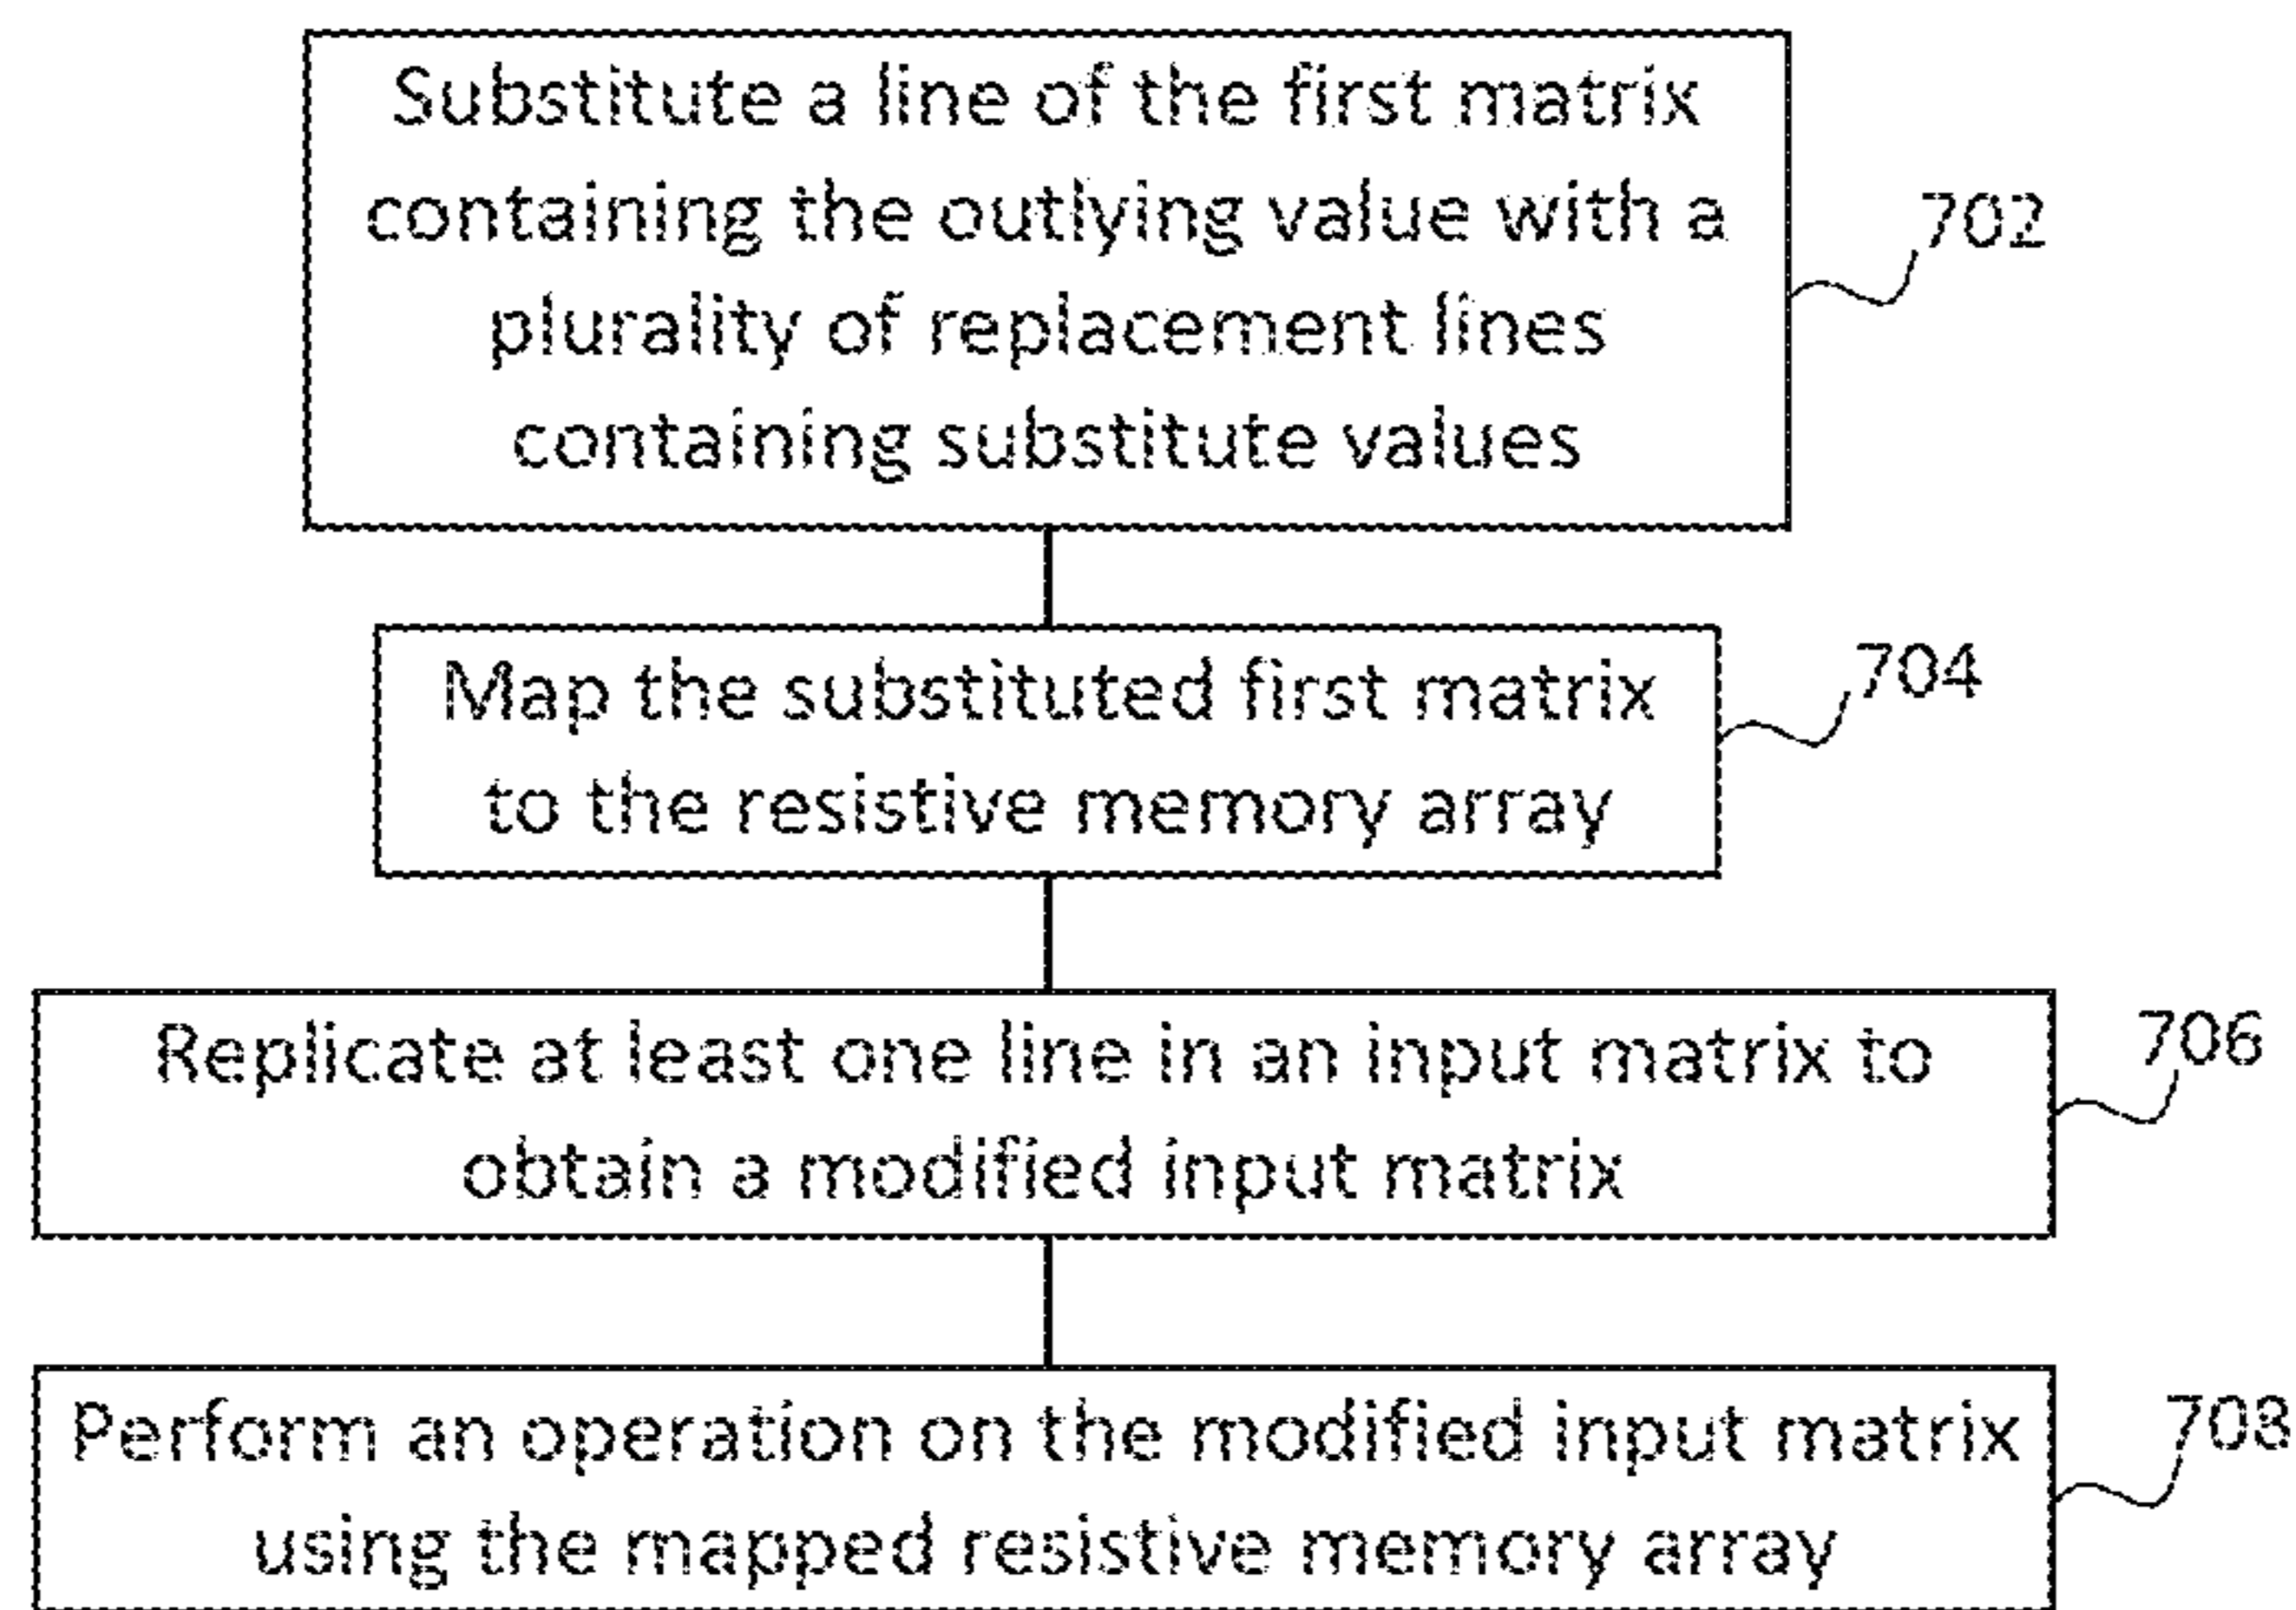 Substitute a line of the first matrix
containing the outlying value with a
plurality of replacement lines
containing substitute values
702
Map the substituted first matrix
to the resistive memory array
704
Replicate at least one line in an input matrix to
obtain a modified input matrix
706
Perform an operation on the modified input matrix
using the mapped resistive memory array
708